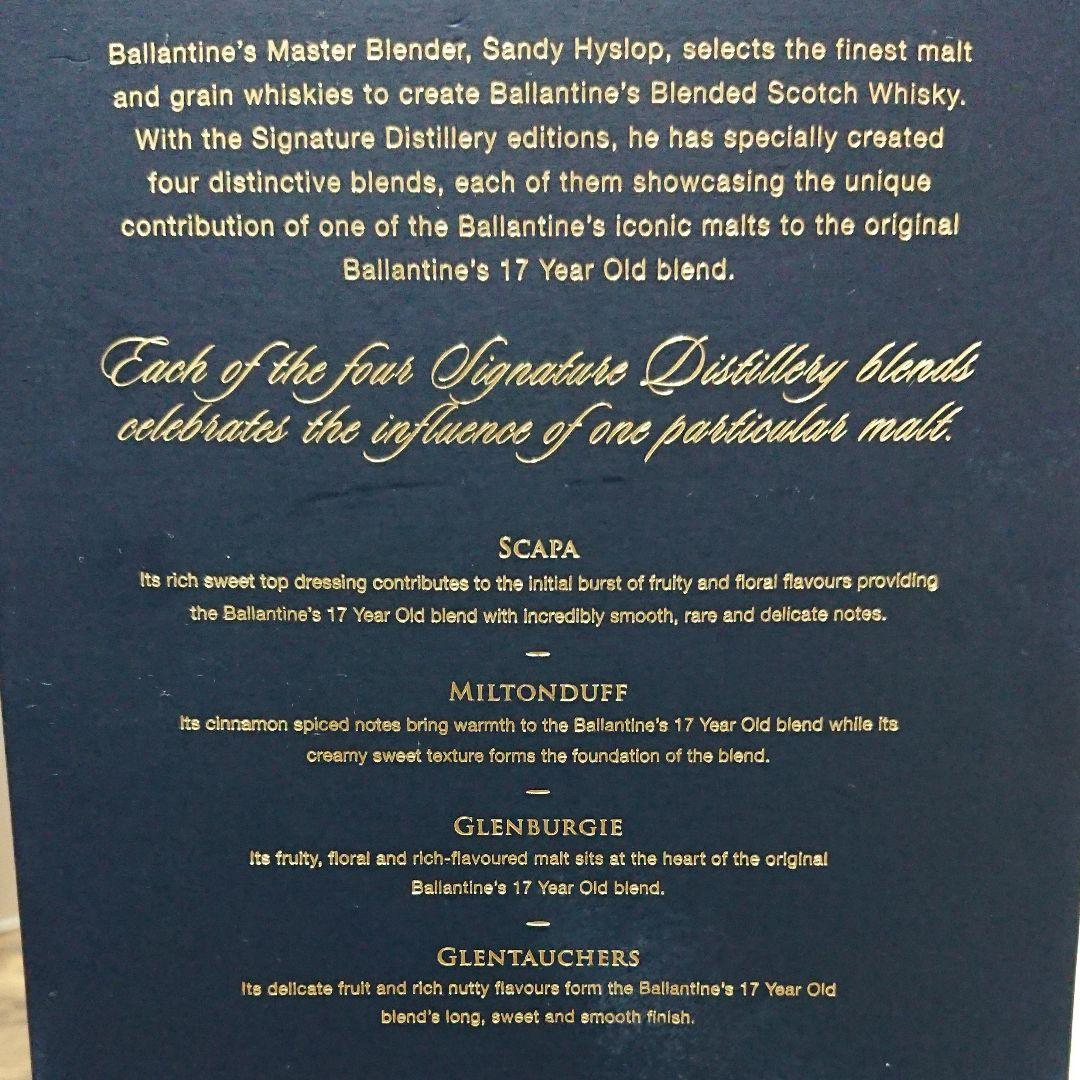 Ballantine's Master Blender, Sandy Hyslop, selects the finest malt
and grain whiskies to create Ballantine's Blended Scotch Whisky.
With the Signature Distillery editions, he has specially created
four distinctive blends, each of them showcasing the unique
contribution of one of the Ballantine's iconic malts to the original
Ballantine's 17 Year Old blend.
Each of the four Signature Distillery blends
celebrates the influence of one particular malt.
SCAPA
Its rich sweet top dressing contributes to the initial burst of fruity and floral flavours providing
the Ballantine's 17 Year Old blend with incredibly smooth, rare and delicate notes.
—
MILTONDUFF
Its cinnamon spiced notes bring warmth to the Ballantine's 17 Year Old blend while its
creamy sweet texture forms the foundation of the blend.
—
GLENBURGIE
Its fruity, floral and rich-flavoured malt sits at the heart of the original
Ballantine's 17 Year Old blend.
—
GLENTAUCHERS
Its delicate fruit and rich nutty flavours form the Ballantine's 17 Year Old
blend's long, sweet and smooth finish.